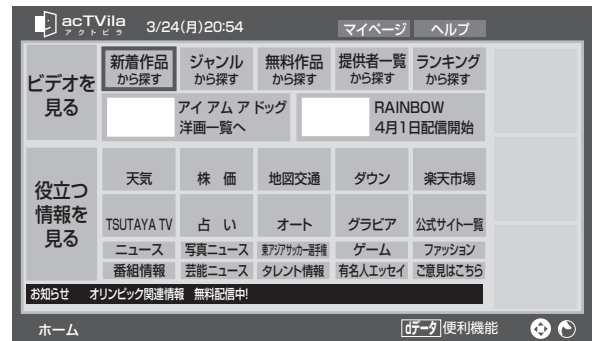 acTVila 3/24(月)20:54 マイページ ヘルプ
アクトビラ
ビデオを
見る
新着作品
から探す
ジャンル
から探す
無料作品
から探す
提供者一覧
から探す
ランキング
から探す
アイ アム ア ドッグ
洋画一覧へ
RAINBOW
4月1日配信開始
役立つ
情報を
見る
天気 株 価 地図交通 ダウン 楽天市場
TSUTAYA TV 占 い オート グラビア 公式サイト一覧
ニュース 写真ニュース 東アジアサッカー選手権 ゲーム ファッション
番組情報 芸能ニュース タレント情報 有名人エッセイ ご意見はこちら
お知らせ オリンピック関連情報 無料配信中!
ホーム dデータ 便利機能